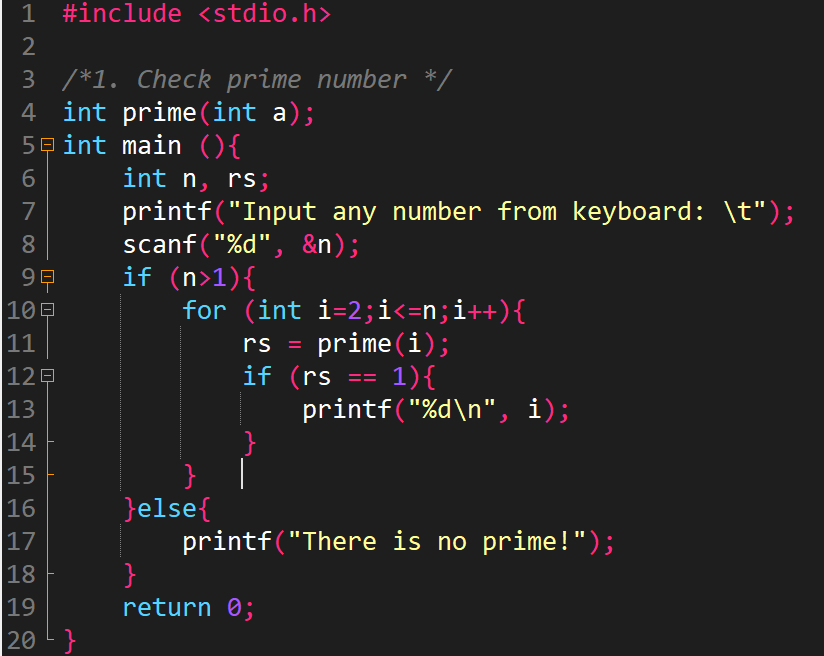 1 #include <stdio.h>
2
3 /*1. Check prime number */
4 int prime(int a);
5 int main (){
6     int n, rs;
7     printf("Input any number from keyboard: \t");
8     scanf("%d", &n);
9     if (n>1){
10         for (int i=2;i<=n;i++){
11             rs = prime(i);
12             if (rs == 1){
13                 printf("%d\n", i);
14             }
15         }
16     }else{
17         printf("There is no prime!");
18     }
19     return 0;
20 }